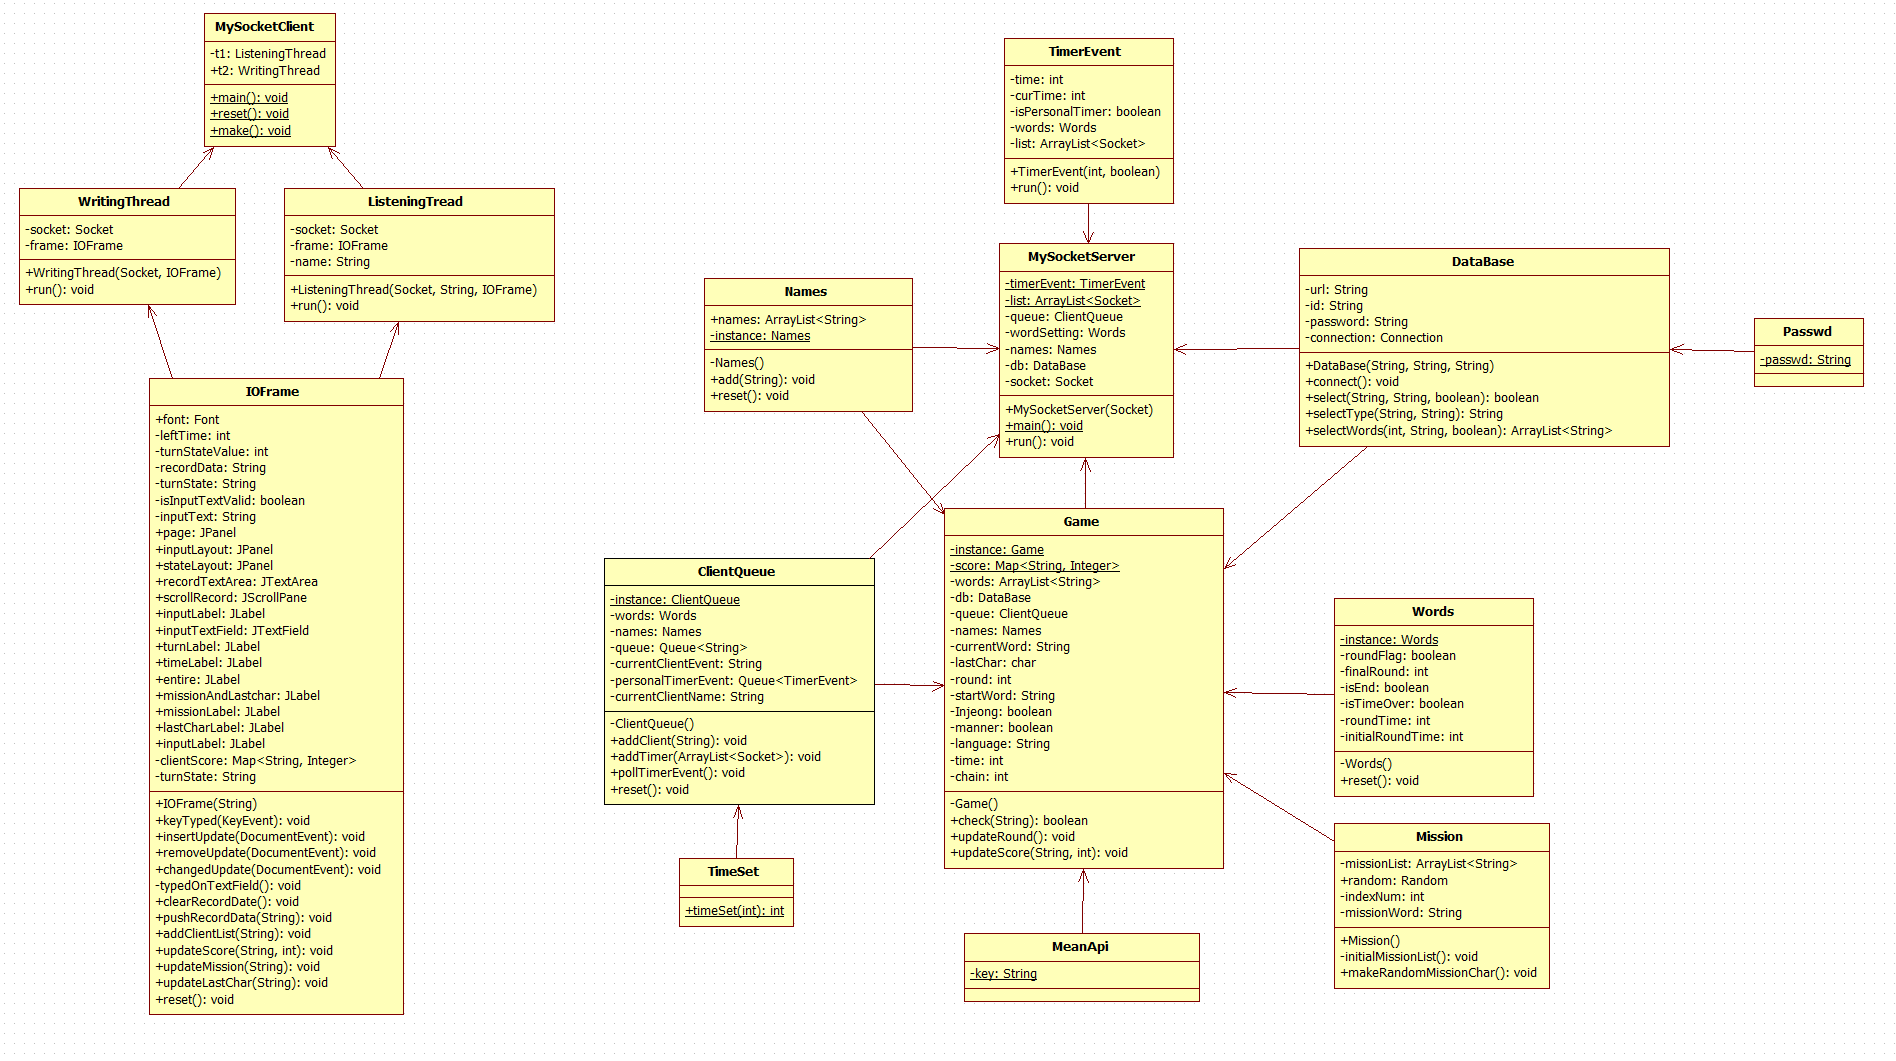 MySocketClient
-t1: ListeningThread
+t2: WritingThread
+main(): void
+reset(): void
+make(): void
WritingThread
-socket: Socket
-frame: IOFrame
+WritingThread(Socket, IOFrame)
+run(): void
ListeningTread
-socket: Socket
-frame: IOFrame
-name: String
+ListeningThread(Socket, String, IOFrame)
+run(): void
IOFrame
+font: Font
-leftTime: int
-turnStateValue: int
-recordData: String
-turnState: String
-isInputTextValid: boolean
-inputText: String
+page: JPanel
+inputLayout: JPanel
+stateLayout: JPanel
+recordTextArea: JTextArea
+scrollRecord: JScrollPane
+inputLabel: JLabel
+inputTextField: JTextField
+turnLabel: JLabel
+timeLabel: JLabel
+entire: JLabel
+missionAndLastchar: JLabel
+missionLabel: JLabel
+lastCharLabel: JLabel
+inputLabel: JLabel
-clientScore: Map<String, Integer>
-turnState: String
+IOFrame(String)
+keyTyped(KeyEvent): void
+insertUpdate(DocumentEvent): void
+removeUpdate(DocumentEvent): void
+changedUpdate(DocumentEvent): void
-typedOnTextField(): void
+clearRecordDate(): void
+pushRecordData(String): void
+addClientList(String): void
+updateScore(String, int): void
+updateMission(String): void
+updateLastChar(String): void
+reset(): void
TimerEvent
-time: int
-curTime: int
-isPersonalTimer: boolean
-words: Words
-list: ArrayList<Socket>
+TimerEvent(int, boolean)
+run(): void
Names
+names: ArrayList<String>
-instance: Names
-Names()
+add(String): void
+reset(): void
MySocketServer
-timerEvent: TimerEvent
-list: ArrayList<Socket>
-queue: ClientQueue
-wordSetting: Words
-names: Names
-db: DataBase
-socket: Socket
+MySocketServer(Socket)
+main(): void
+run(): void
DataBase
-url: String
-id: String
-password: String
-connection: Connection
+DataBase(String, String, String)
+connect(): void
+select(String, String, boolean): boolean
+selectType(String, String): String
+selectWords(int, String, boolean): ArrayList<String>
Passwd
-passwd: String
ClientQueue
-instance: ClientQueue
-words: Words
-names: Names
-queue: Queue<String>
-currentClientEvent: String
-personalTimerEvent: Queue<TimerEvent>
-currentClientName: String
-ClientQueue()
+addClient(String): void
+addTimer(ArrayList<Socket>): void
+pollTimerEvent(): void
+reset(): void
TimeSet
+timeSet(int): int
Game
-instance: Game
-score: Map<String, Integer>
-words: ArrayList<String>
-db: DataBase
-queue: ClientQueue
-names: Names
-currentWord: String
-lastChar: char
-round: int
-startWord: String
-Injeong: boolean
-manner: boolean
-language: String
-time: int
-chain: int
-Game()
+check(String): boolean
+updateRound(): void
+updateScore(String, int): void
MeanApi
-key: String
Words
-instance: Words
-roundFlag: boolean
-finalRound: int
-isEnd: boolean
-isTimeOver: boolean
-roundTime: int
-initialRoundTime: int
-Words()
+reset(): void
Mission
-missionList: ArrayList<String>
+random: Random
-indexNum: int
-missionWord: String
+Mission()
-initialMissionList(): void
+makeRandomMissionChar(): void